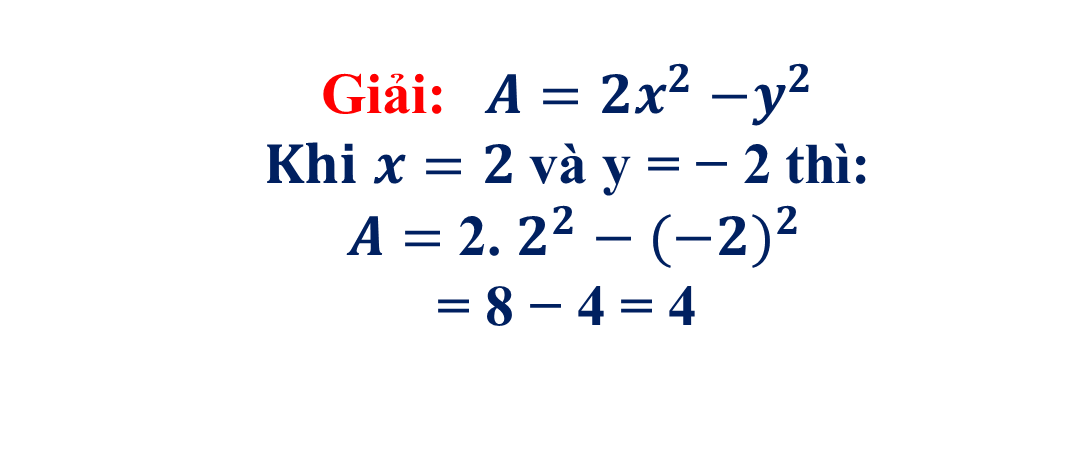 Giải: A = 2x² − y²
Khi x = 2 và y = − 2 thì:
A = 2. 2² − (−2)²
= 8 − 4 = 4